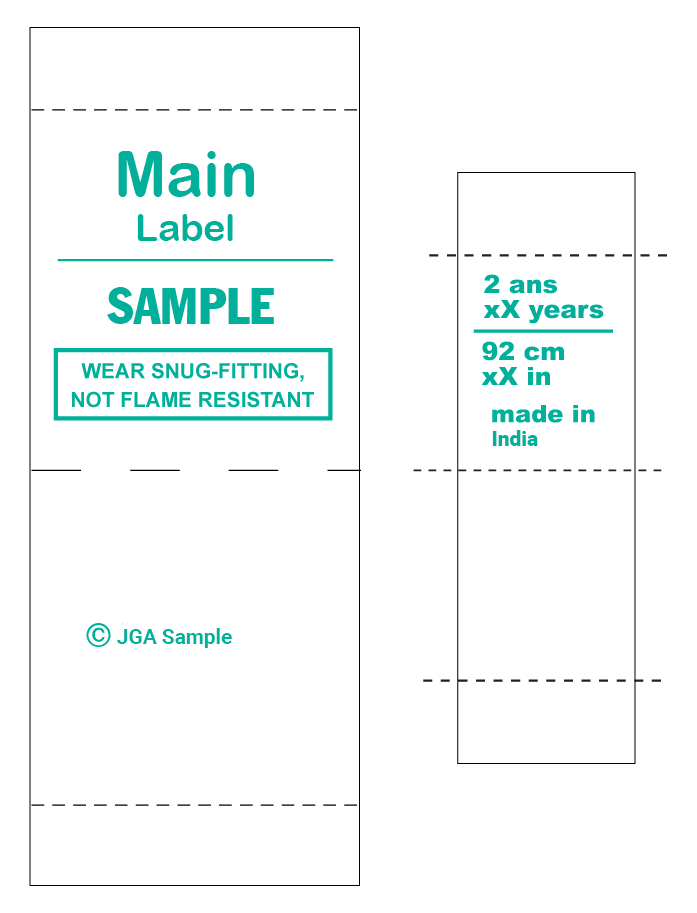 Main
Label
SAMPLE
WEAR SNUG-FITTING,
NOT FLAME RESISTANT
© JGA Sample
2 ans
xX years
92 cm
xX in
made in
India